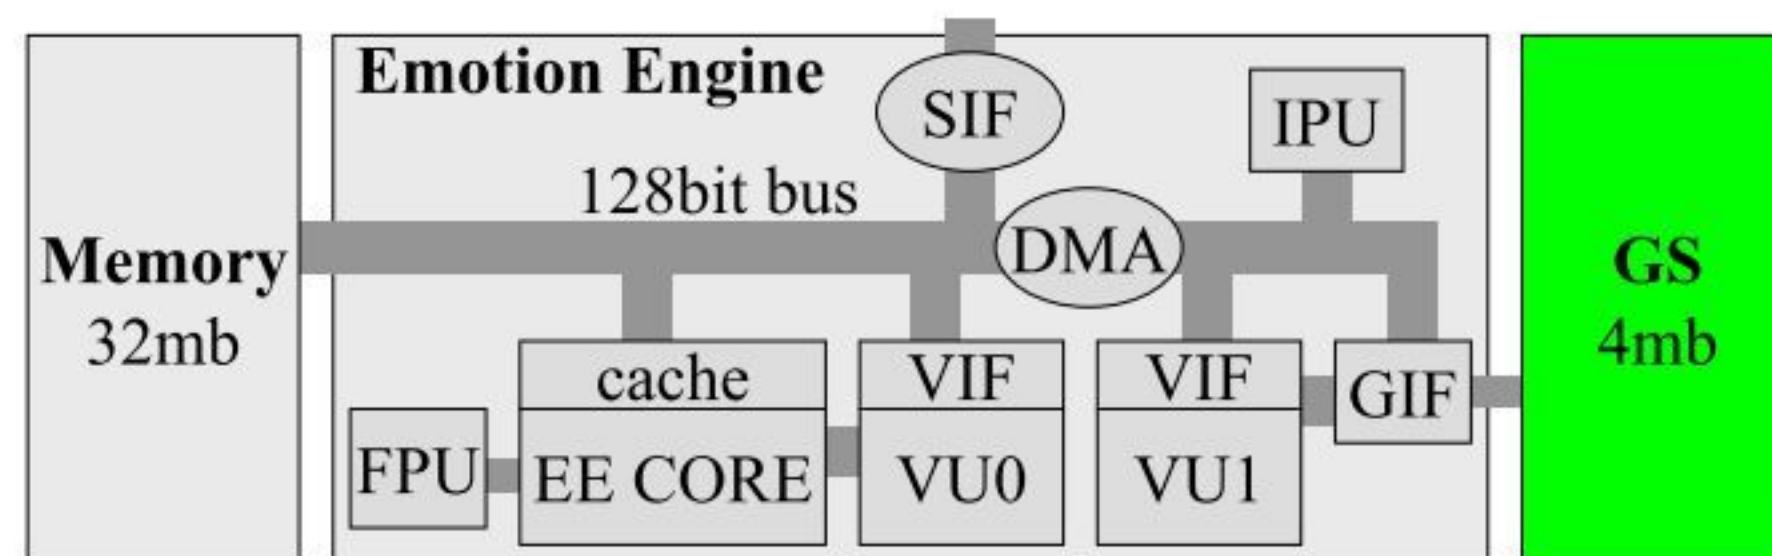 Emotion Engine
SIF
IPU
128bit bus
DMA
Memory
32mb
GS
4mb
cache
VIF
VIF
GIF
FPU
EE CORE
VU0
VU1